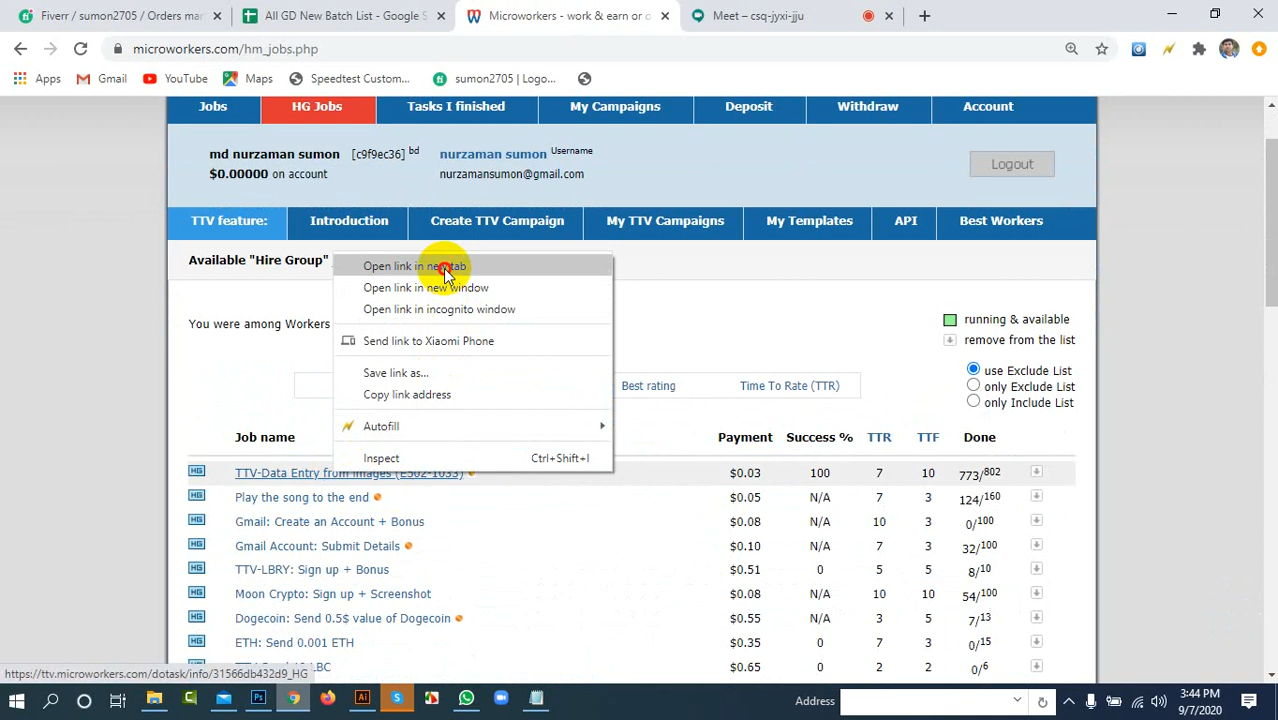 Fiverr / sumon2705 / Orders mar
All GD New Batch List - Google S
Microworkers - work & earn or o
Meet – csq-jyxi-jju
microworkers.com/hm_jobs.php
Apps
Gmail
YouTube
Maps
Speedtest Custom...
sumon2705 | Logo...
Jobs
HG Jobs
Tasks I finished
My Campaigns
Deposit
Withdraw
Account
md nurzaman sumon [c9f9ec36] bd
nurzaman sumon Username
$0.00000 on account
nurzamansumon@gmail.com
Logout
TTV feature:
Introduction
Create TTV Campaign
My TTV Campaigns
My Templates
API
Best Workers
Available "Hire Group"
Open link in new tab
Open link in new window
Open link in incognito window
Send link to Xiaomi Phone
Save link as...
Copy link address
Autofill
Inspect Ctrl+Shift+I
You were among Workers
running & available
remove from the list
use Exclude List
only Exclude List
only Include List
Best rating
Time To Rate (TTR)
Job name Payment Success % TTR TTF Done
HG TTV-Data Entry from Images (E502-1033) $0.03 100 7 10 773/802
HG Play the song to the end $0.05 N/A 7 3 124/160
HG Gmail: Create an Account + Bonus $0.08 N/A 10 3 0/100
HG Gmail Account: Submit Details $0.10 N/A 7 3 32/100
HG TTV-LBRY: Sign up + Bonus $0.51 0 5 5 8/10
HG Moon Crypto: Sign up + Screenshot $0.08 N/A 10 10 54/100
HG Dogecoin: Send 0.5$ value of Dogecoin $0.55 N/A 3 5 7/13
HG ETH: Send 0.001 ETH $0.35 0 7 3 0/15
LBC $0.65 0 2 2 0/6
https://ttv.microworkers.com/dotask/info/31566db432d9_HG
Address
3:44 PM
9/7/2020